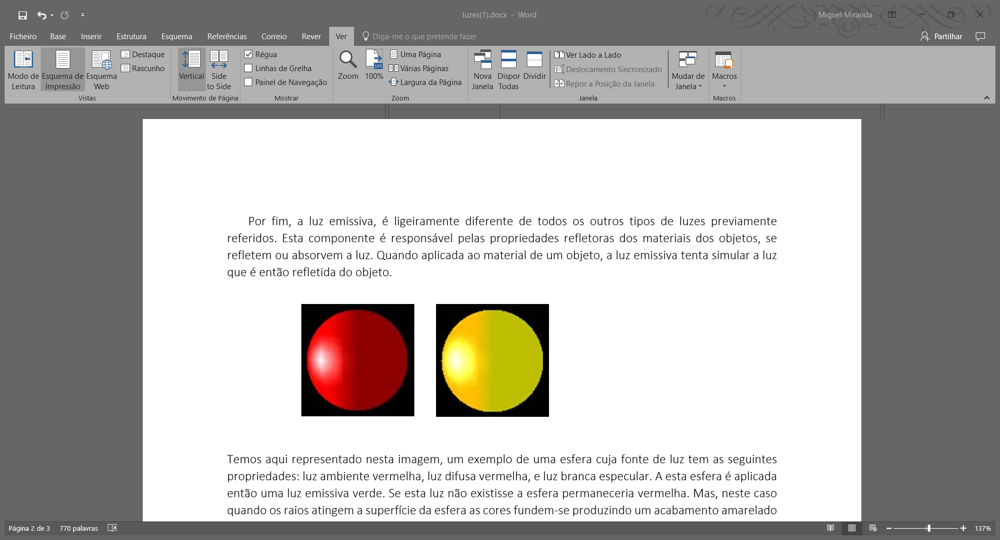 luzes(1).docx - Word
Miguel Miranda
Ficheiro Base Inserir Estrutura Esquema Referências Correio Rever Ver Diga-me o que pretende fazer Partilhar
Modo de Leitura
Esquema de Impressão
Esquema Web
Destaque
Rascunho
Vistas
Vertical
Side to Side
Movimento de Página
Régua
Linhas de Grelha
Painel de Navegação
Mostrar
Zoom
100%
100
Uma Página
Várias Páginas
Largura da Página
Zoom
Nova Janela
Dispor Todas
Dividir
Ver Lado a Lado
Deslocamento Sincronizado
Repor a Posição da Janela
Mudar de Janela
Janela
Macros
Macros
Por fim, a luz emissiva, é ligeiramente diferente de todos os outros tipos de luzes previamente
referidos. Esta componente é responsável pelas propriedades refletoras dos materiais dos objetos, se
refletem ou absorvem a luz. Quando aplicada ao material de um objeto, a luz emissiva tenta simular a luz
que é então refletida do objeto.
Temos aqui representado nesta imagem, um exemplo de uma esfera cuja fonte de luz tem as seguintes
propriedades: luz ambiente vermelha, luz difusa vermelha, e luz branca especular. A esta esfera é aplicada
então uma luz emissiva verde. Se esta luz não existisse a esfera permaneceria vermelha. Mas, neste caso
quando os raios atingem a superfície da esfera as cores fundem-se produzindo um acabamento amarelado
Página 2 de 3 770 palavras 137%